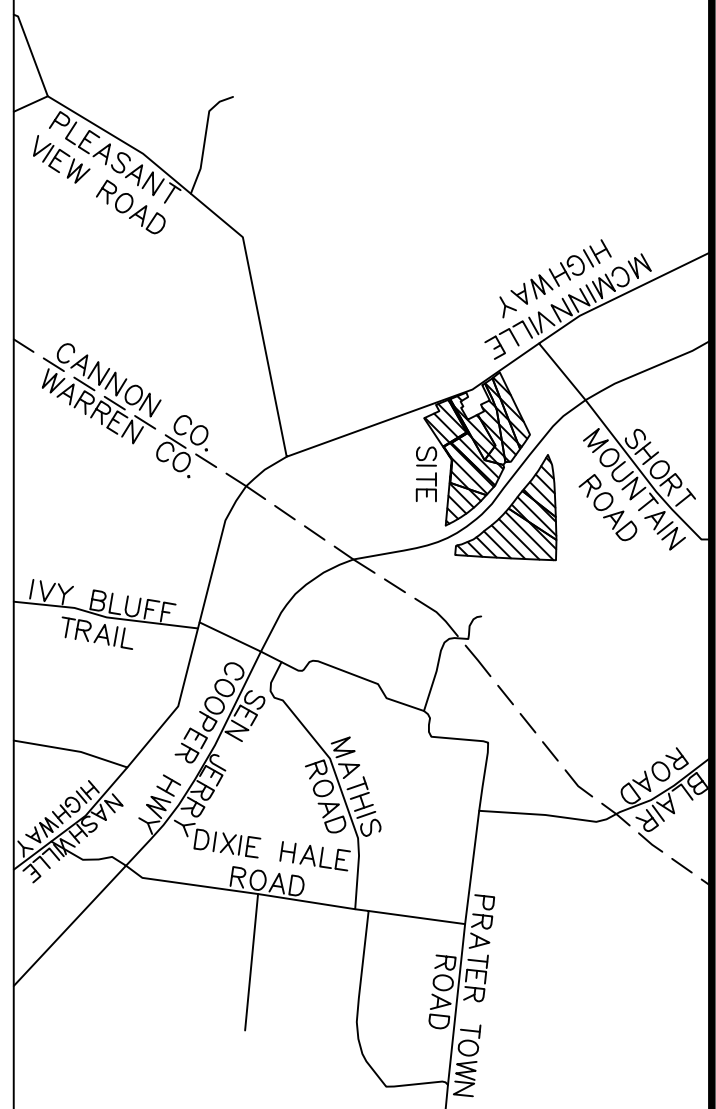 PLEASANT
VIEW ROAD
MCMINNVILLE
HIGHWAY
CANNON CO.
WARREN CO.
SITE
SHORT
MOUNTAIN
ROAD
IVY BLUFF
TRAIL
SEN JERRY
COOPER HWY
MATHIS
ROAD
BLAIR
ROAD
NASHVILLE
HIGHWAY
DIXIE HALE
ROAD
PRATER TOWN
ROAD